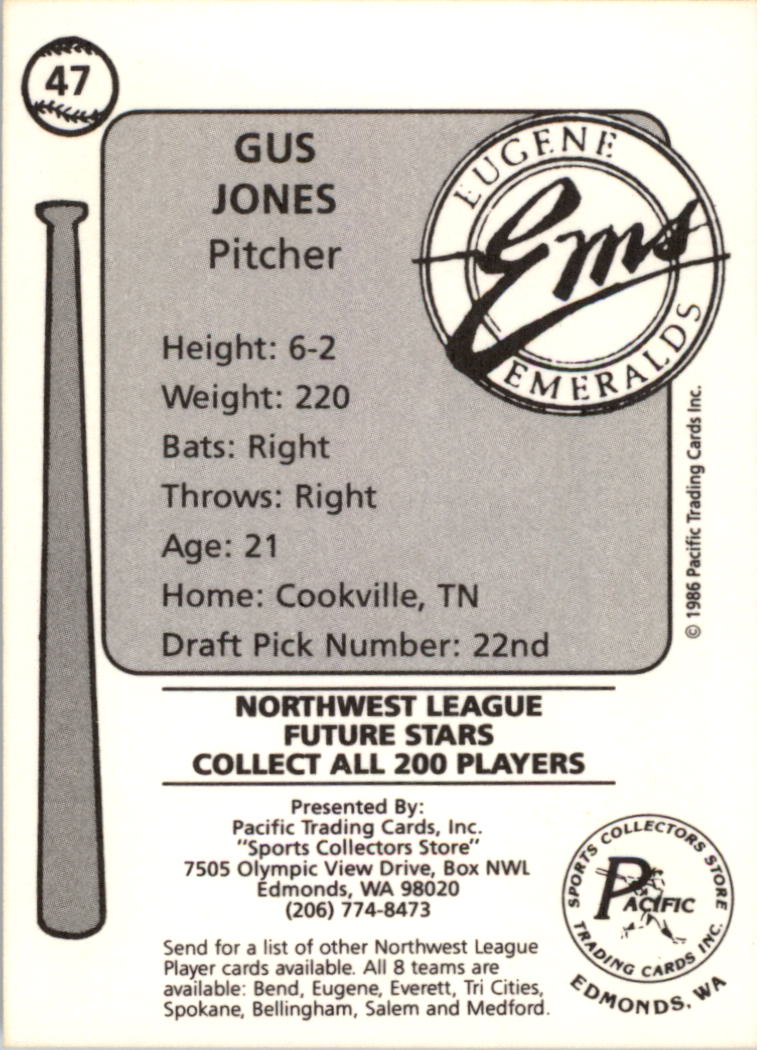 47
GUS
JONES
Pitcher
EUGENE
Ems
EMERALDS
Height: 6-2
Weight: 220
Bats: Right
Throws: Right
Age: 21
Home: Cookville, TN
Draft Pick Number: 22nd
© 1986 Pacific Trading Cards Inc.
NORTHWEST LEAGUE
FUTURE STARS
COLLECT ALL 200 PLAYERS
Presented By:
Pacific Trading Cards, Inc.
"Sports Collectors Store"
7505 Olympic View Drive, Box NWL
Edmonds, WA 98020
(206) 774-8473
Send for a list of other Northwest League
Player cards available. All 8 teams are
available: Bend, Eugene, Everett, Tri Cities,
Spokane, Bellingham, Salem and Medford.
SPORTS COLLECTORS STORE
PACIFIC
TRADING CARDS INC.
EDMONDS, WA